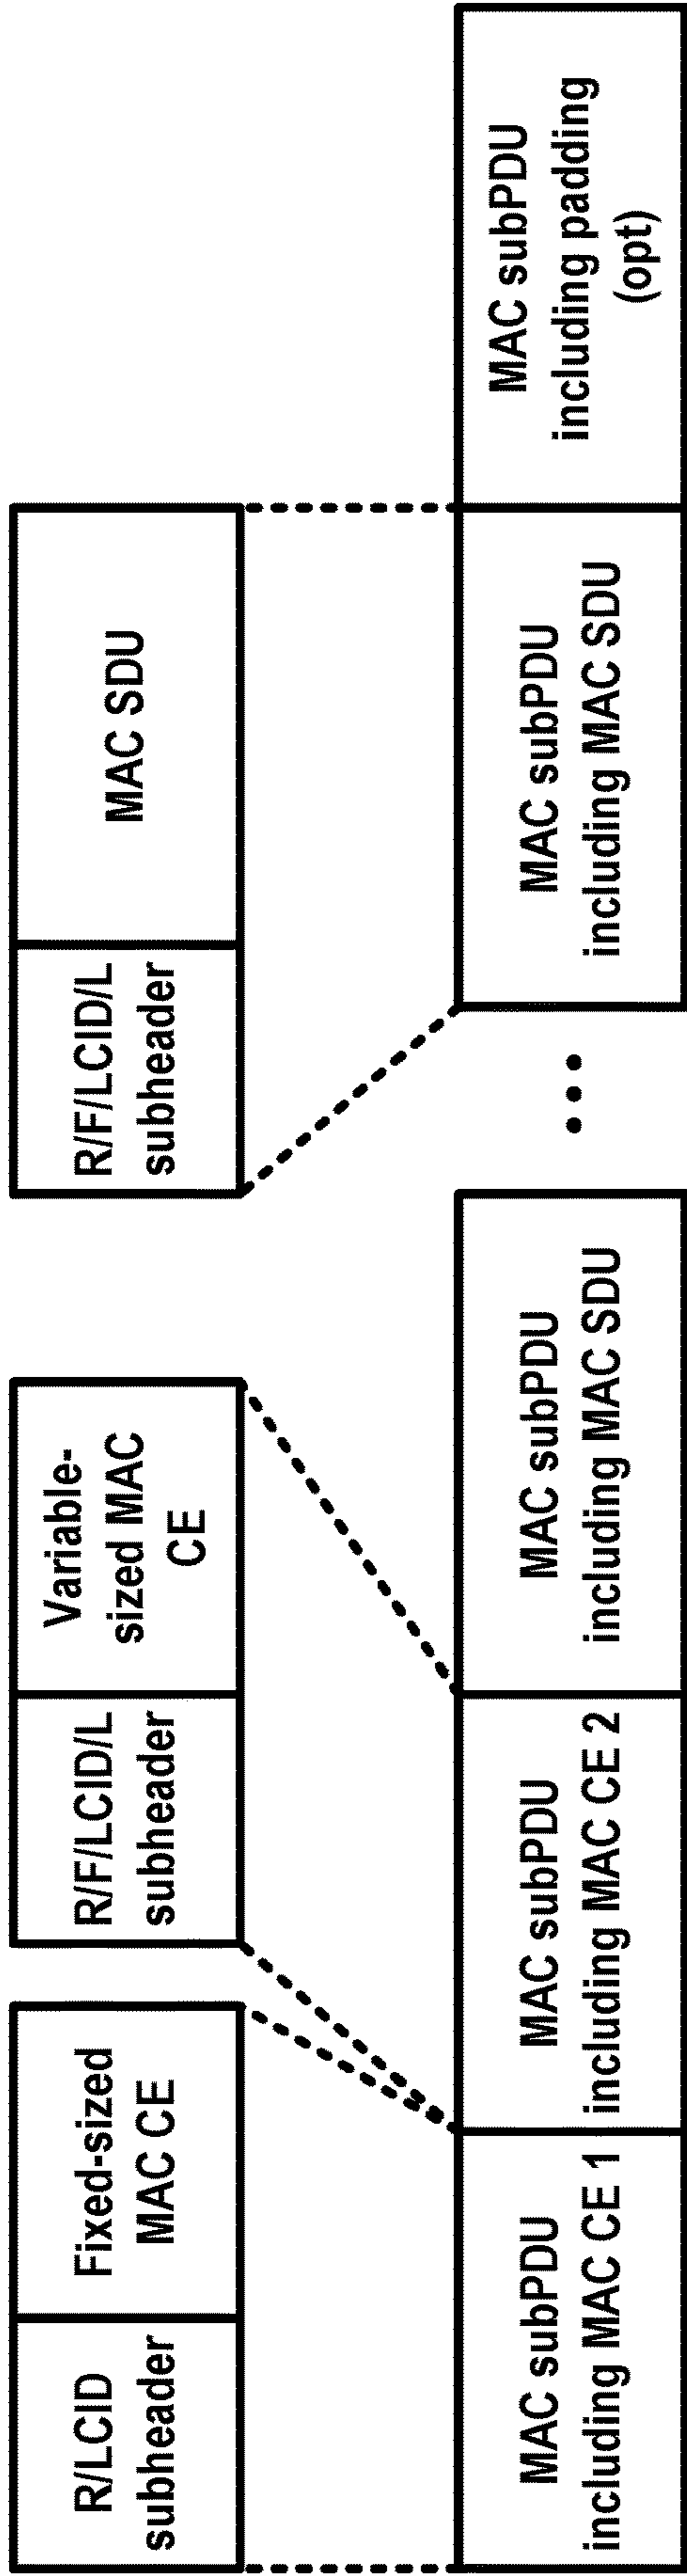 R/LCID
subheader
Fixed-sized
MAC CE
R/F/LCID/L
subheader
Variable-
sized MAC
CE
R/F/LCID/L
subheader
MAC SDU
MAC subPDU
including MAC CE 1
MAC subPDU
including MAC CE 2
MAC subPDU
including MAC SDU
MAC subPDU
including MAC SDU
MAC subPDU
including padding
(opt)